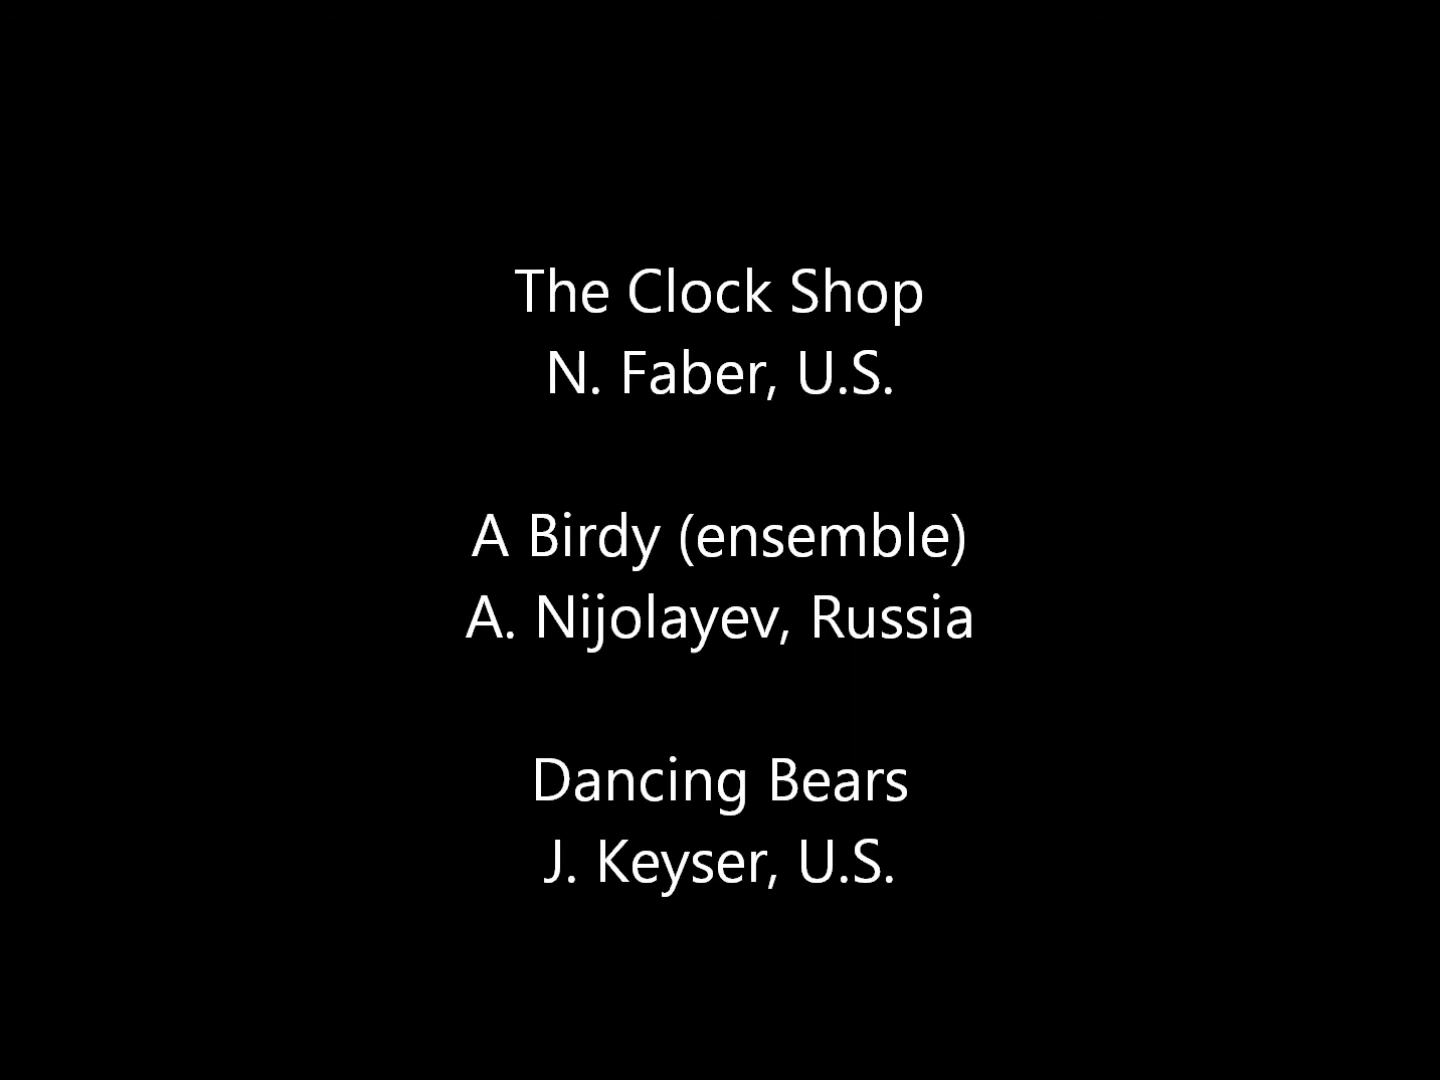 The Clock Shop
N. Faber, U.S.
A Birdy (ensemble)
A. Nijolayev, Russia
Dancing Bears
J. Keyser, U.S.